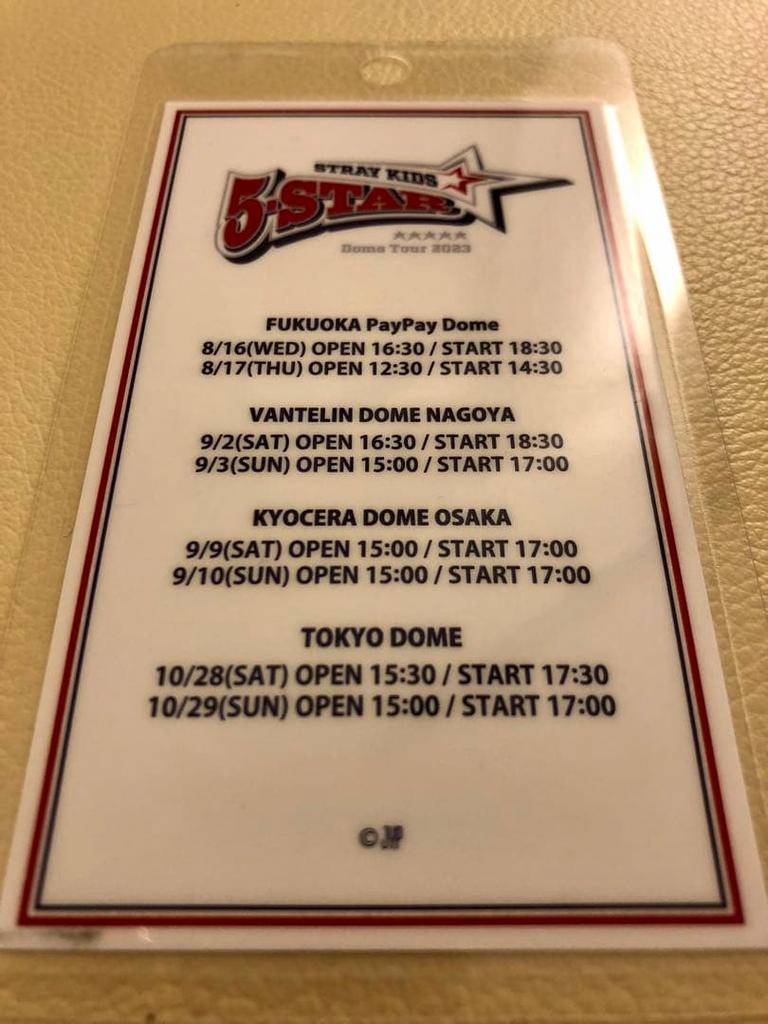 STRAY KIDS
5-STAR
★★★★★
Dome Tour 2023
FUKUOKA PayPay Dome
8/16(WED) OPEN 16:30 / START 18:30
8/17(THU) OPEN 12:30 / START 14:30
VANTELIN DOME NAGOYA
9/2(SAT) OPEN 16:30 / START 18:30
9/3(SUN) OPEN 15:00 / START 17:00
KYOCERA DOME OSAKA
9/9(SAT) OPEN 15:00 / START 17:00
9/10(SUN) OPEN 15:00 / START 17:00
TOKYO DOME
10/28(SAT) OPEN 15:30 / START 17:30
10/29(SUN) OPEN 15:00 / START 17:00
©